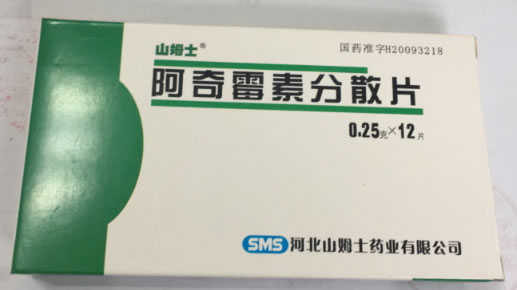 山姆士®
国药准字H20093218
阿奇霉素分散片
0.25克×12片
SMS 河北山姆士药业有限公司